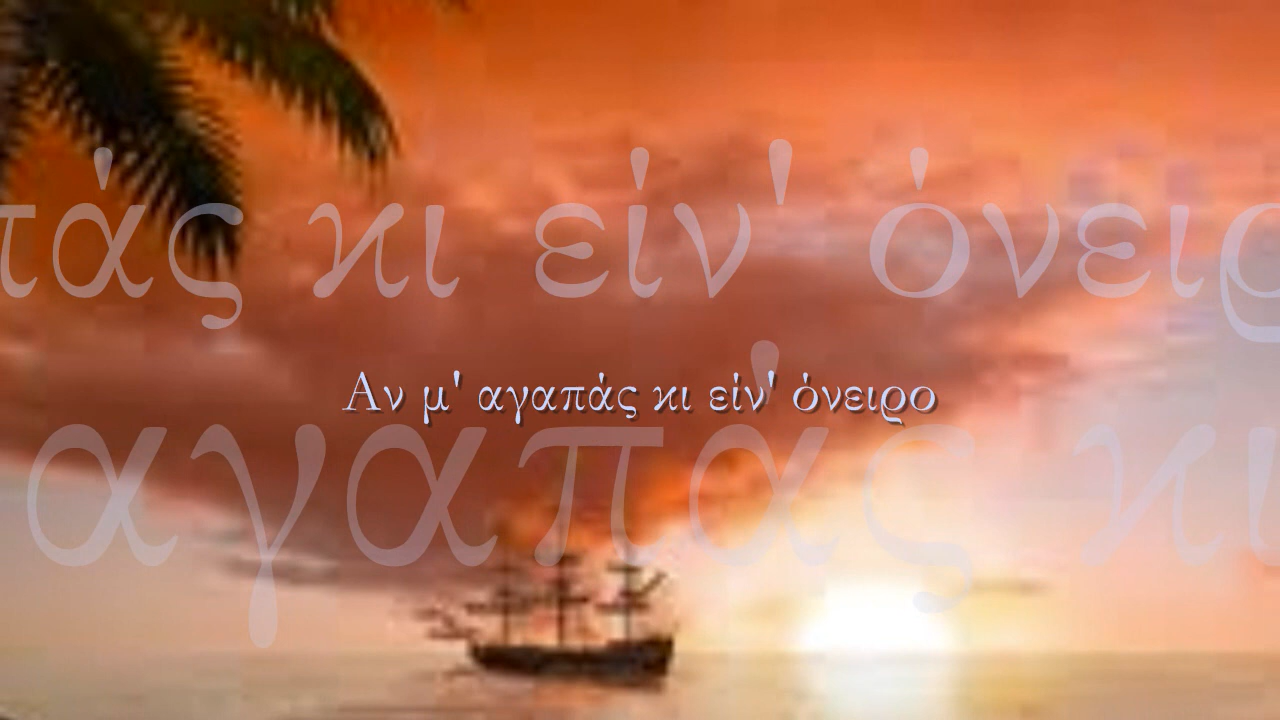 πάς κι είν' όνειρ
Αν μ' αγαπάς κι είν' όνειρο
αγαπάς κι